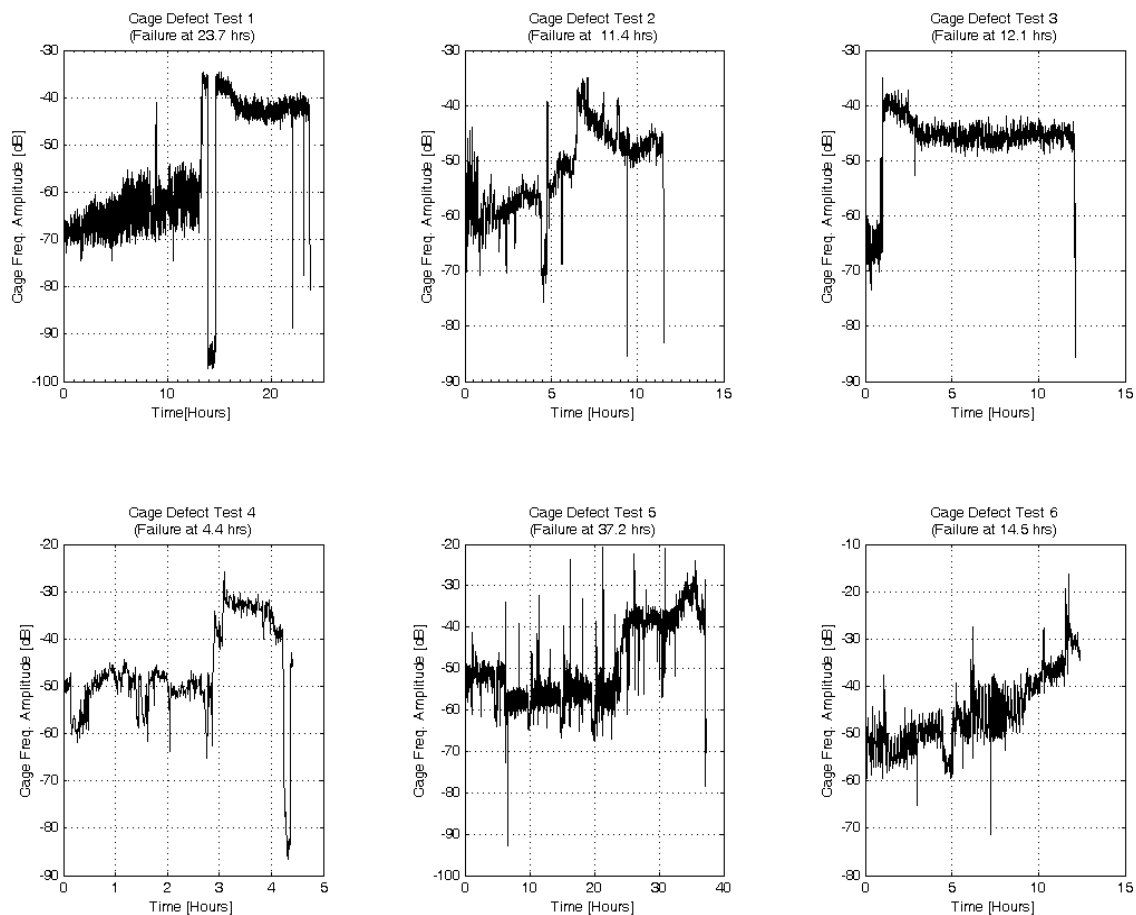 Cage Defect Test 1
(Failure at 23.7 hrs)
Cage Freq. Amplitude [dB]
-30
-40
-50
-60
-70
-80
-90
-100
0 10 20
Time[Hours]
Cage Defect Test 2
(Failure at 11.4 hrs)
Cage Freq. Amplitude [dB]
-30
-40
-50
-60
-70
-80
-90
0 5 10 15
Time [Hours]
Cage Defect Test 3
(Failure at 12.1 hrs)
Cage Freq. Amplitude [dB]
-30
-40
-50
-60
-70
-80
-90
0 5 10 15
Time [Hours]
Cage Defect Test 4
(Failure at 4.4 hrs)
Cage Freq. Amplitude [dB]
-20
-30
-40
-50
-60
-70
-80
-90
0 1 2 3 4 5
Time [Hours]
Cage Defect Test 5
(Failure at 37.2 hrs)
Cage Freq. Amplitude [dB]
-20
-30
-40
-50
-60
-70
-80
-90
-100
0 10 20 30 40
Time [Hours]
Cage Defect Test 6
(Failure at 14.5 hrs)
Cage Freq. Amplitude [dB]
-10
-20
-30
-40
-50
-60
-70
-80
0 5 10 15
Time [Hours]